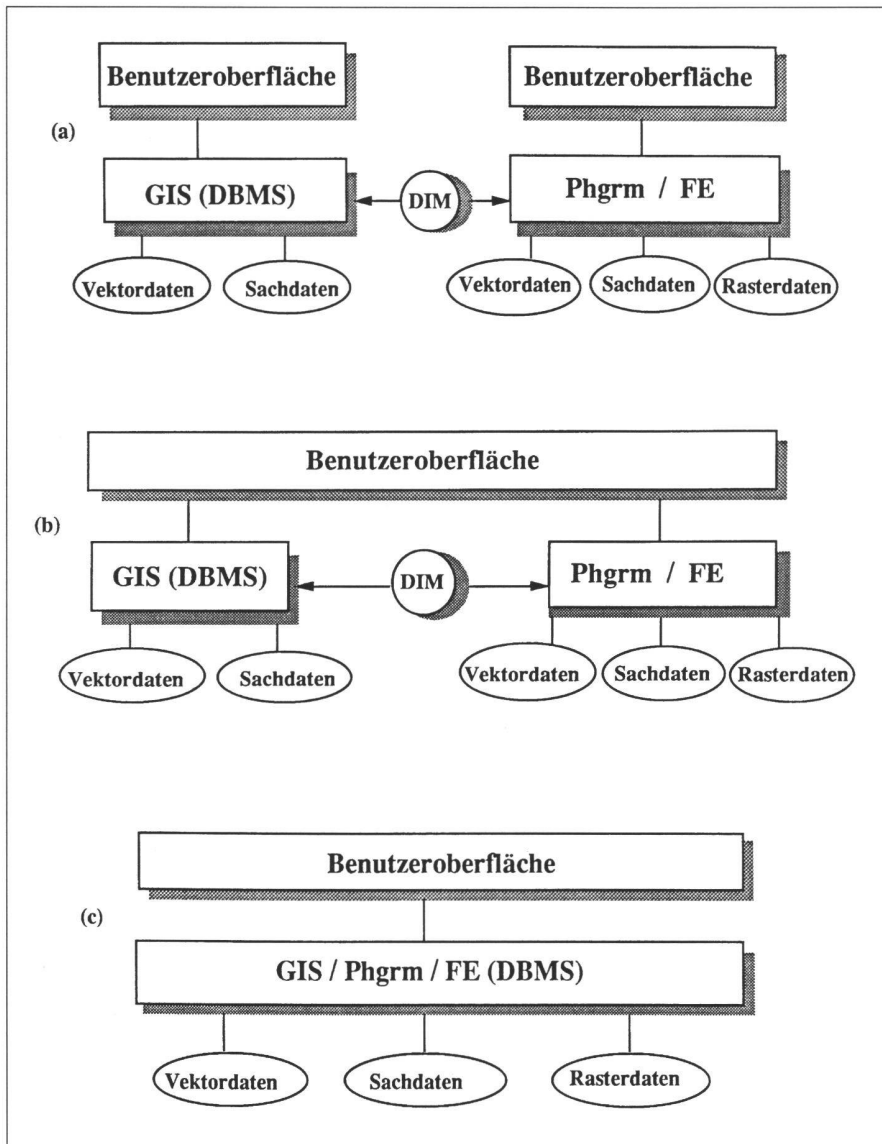 Benutzeroberfläche Benutzeroberfläche
(a)
GIS (DBMS) DIM Phgrm / FE
Vektordaten Sachdaten Vektordaten Sachdaten Rasterdaten
Benutzeroberfläche
(b)
GIS (DBMS) DIM Phgrm / FE
Vektordaten Sachdaten Vektordaten Sachdaten Rasterdaten
Benutzeroberfläche
(c)
GIS / Phgrm / FE (DBMS)
Vektordaten Sachdaten Rasterdaten